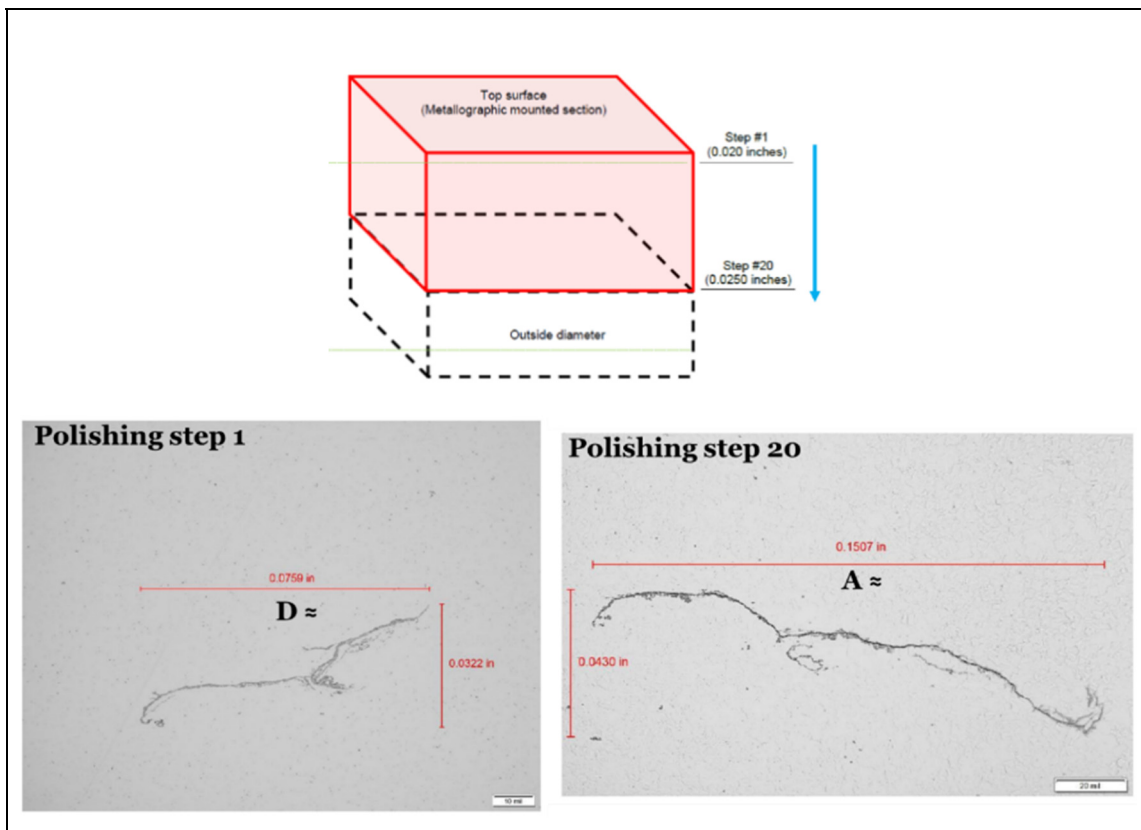 Top surface
(Metallographic mounted section)
Step #1
(0.020 inches)
Step #20
(0.0250 inches)
Outside diameter
Polishing step 1
0.0759 in
D ≈
0.0322 in
10 mil
Polishing step 20
0.1507 in
A ≈
0.0430 in
20 mil